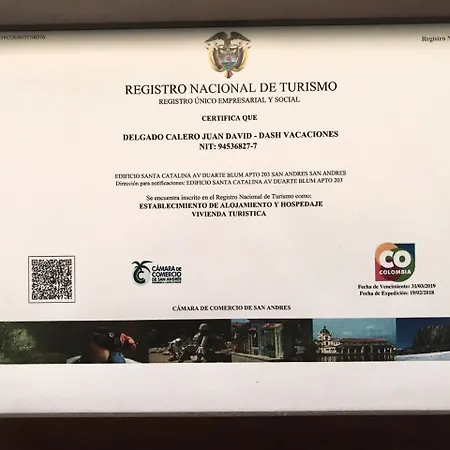 Registro N
REGISTRO NACIONAL DE TURISMO
REGISTRO ÚNICO EMPRESARIAL Y SOCIAL
CERTIFICA QUE
DELGADO CALERO JUAN DAVID - DASH VACACIONES
NIT: 94536827-7
EDIFICIO SANTA CATALINA AV DUARTE BLUM APTO 203 SAN ANDRES SAN ANDRES
Dirección para notificaciones: EDIFICIO SANTA CATALINA AV DUARTE BLUM APTO 203
Se encuentra inscrito en el Registro Nacional de Turismo como:
ESTABLECIMIENTO DE ALOJAMIENTO Y HOSPEDAJE
VIVIENDA TURISTICA
CÁMARA DE
COMERCIO
DE SAN ANDRÉS
CO
COLOMBIA
Fecha de Vencimiento: 31/03/2019
Fecha de Expedición: 19/02/2018
CÁMARA DE COMERCIO DE SAN ANDRES